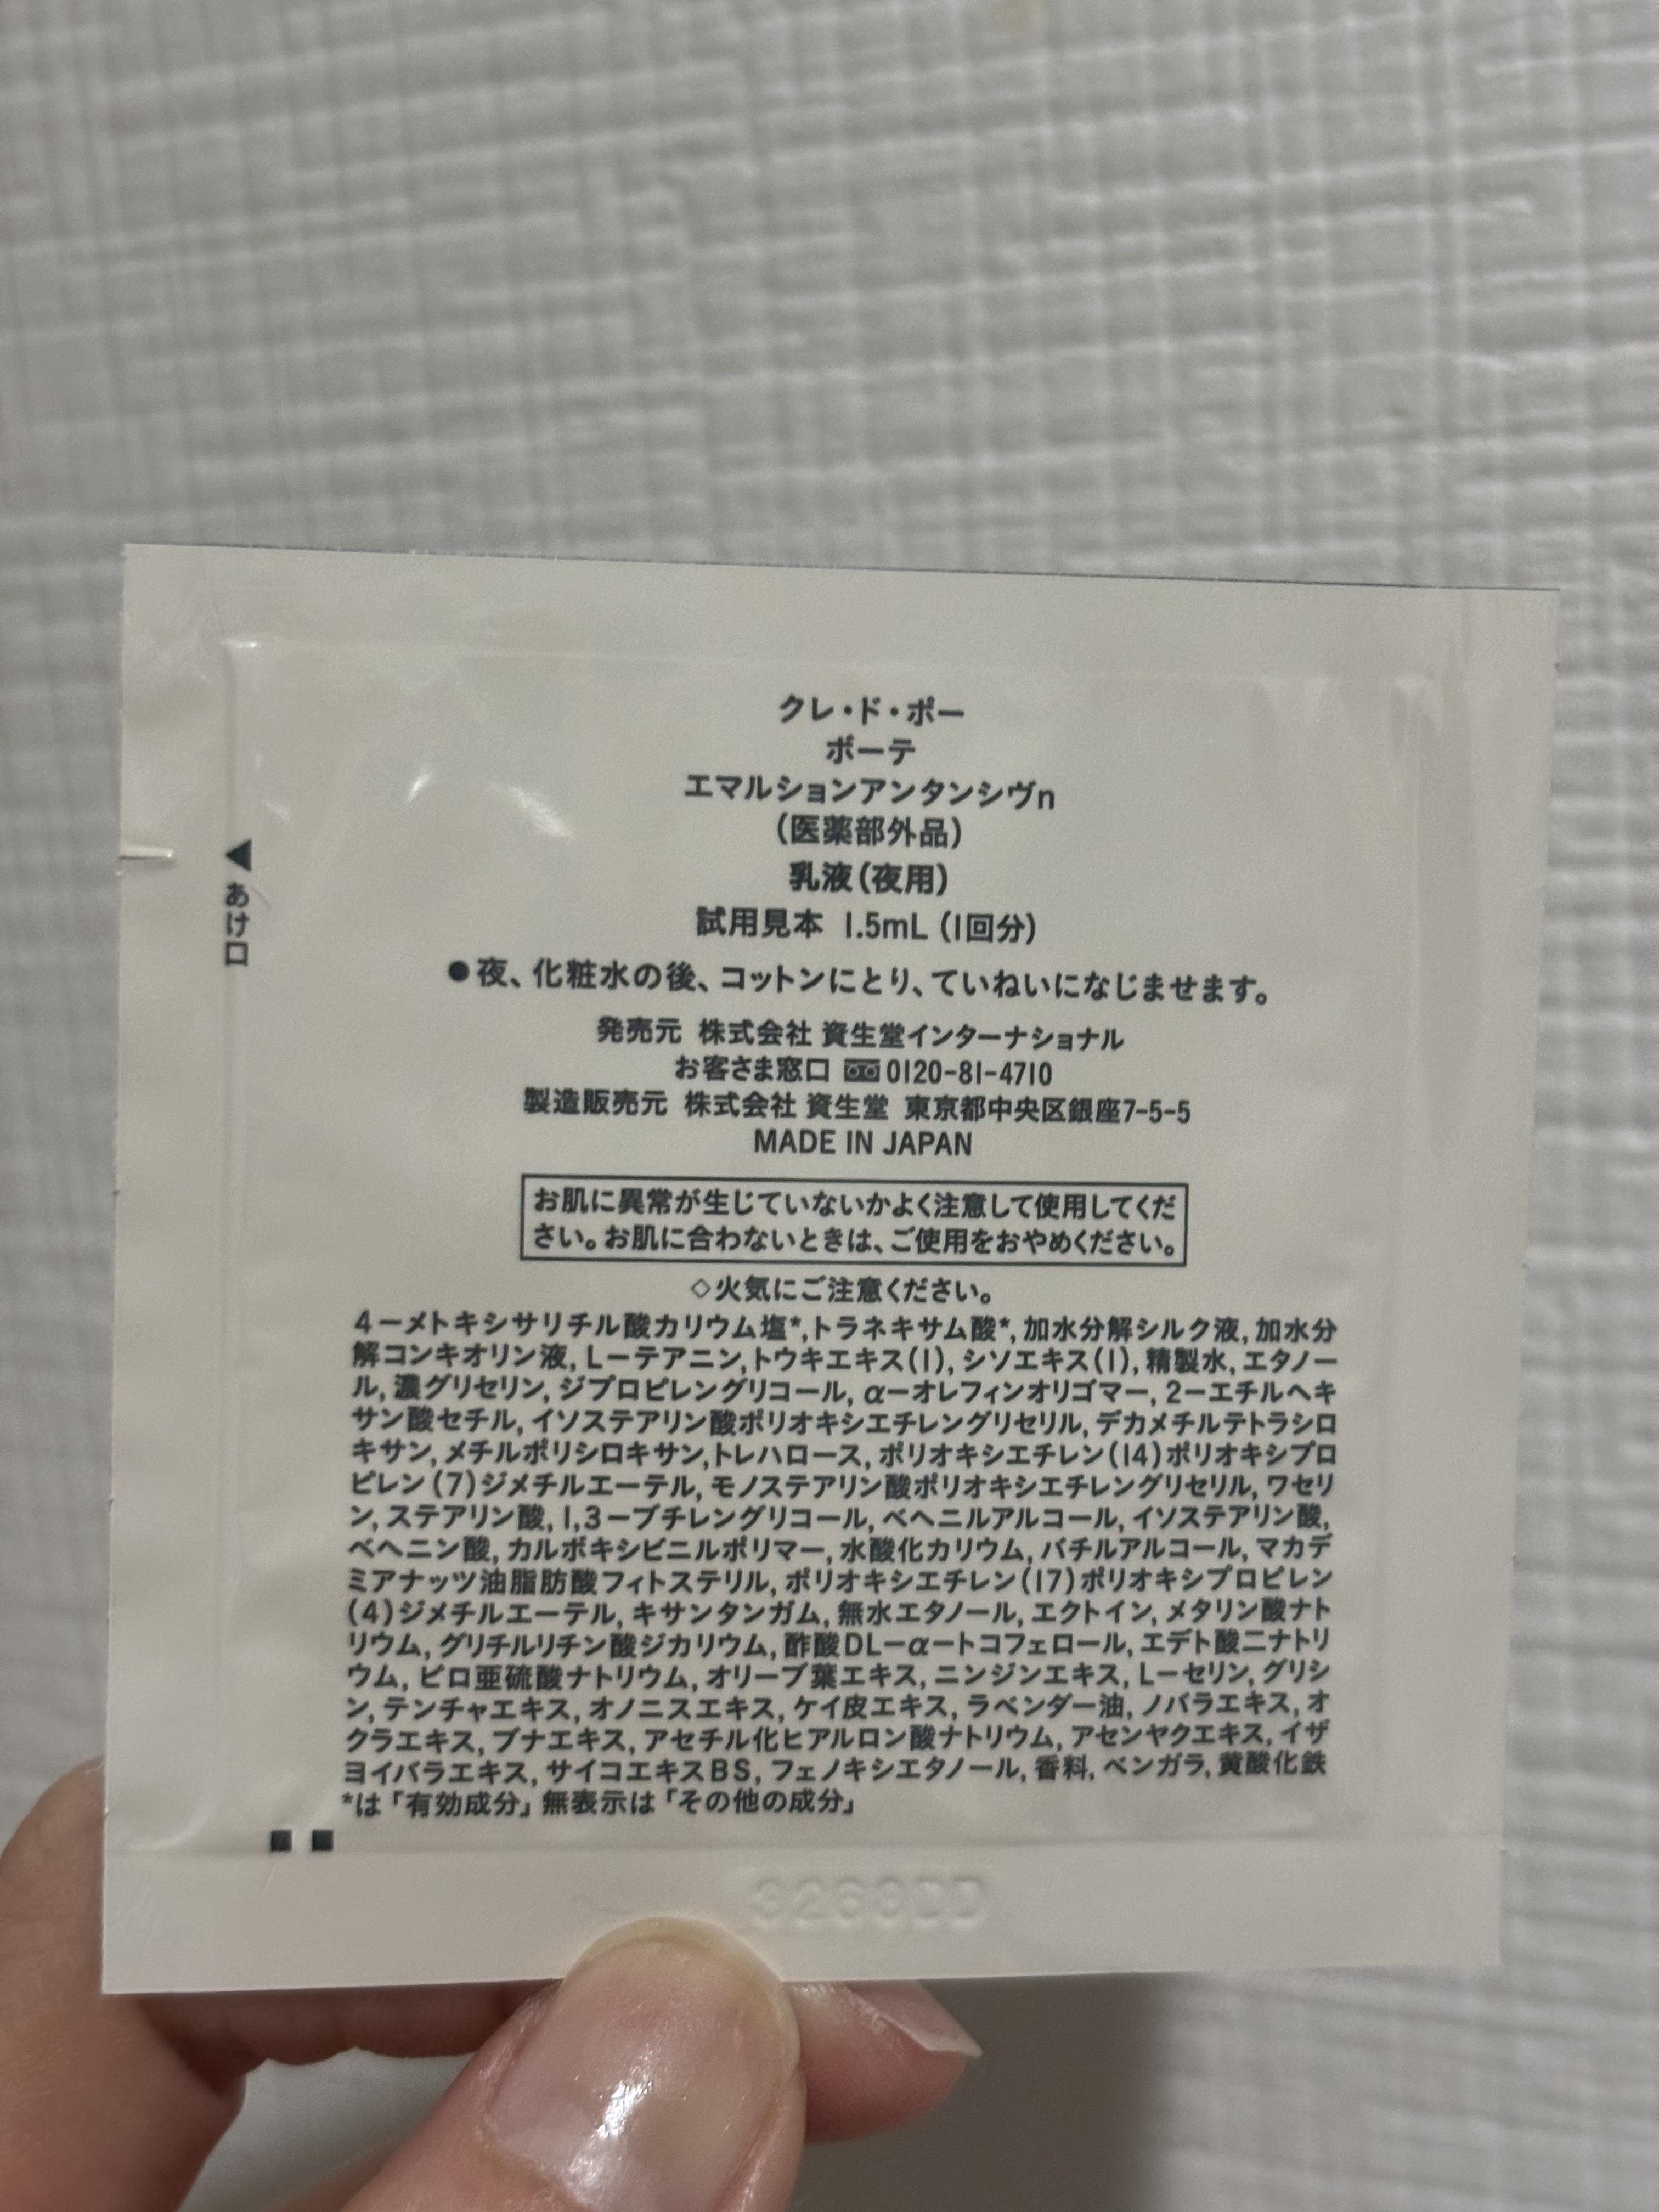 クレ・ド・ポー
ボーテ
エマルションアンタンシヴn
(医薬部外品)
乳液(夜用)
試用見本 1.5mL (1回分)
◀あけ口
●夜、化粧水の後、コットンにとり、ていねいになじませます。
発売元 株式会社 資生堂インターナショナル
お客さま窓口 0120-81-4710
製造販売元 株式会社 資生堂 東京都中央区銀座7-5-5
MADE IN JAPAN
お肌に異常が生じていないかよく注意して使用してくだ
さい。お肌に合わないときは、ご使用をおやめください。
◇火気にご注意ください。
4-メトキシサリチル酸カリウム塩*,トラネキサム酸*,加水分解シルク液,加水分
解コンキオリン液,L-テアニン,トウキエキス(1),シソエキス(1),精製水,エタノー
ル,濃グリセリン,ジプロピレングリコール,α-オレフィンオリゴマー,2-エチルヘキ
サン酸セチル,イソステアリン酸ポリオキシエチレングリセリル,デカメチルテトラシロ
キサン,メチルポリシロキサン,トレハロース,ポリオキシエチレン(14)ポリオキシプロ
ピレン(7)ジメチルエーテル,モノステアリン酸ポリオキシエチレングリセリル,ワセリ
ン,ステアリン酸,1,3-ブチレングリコール,ベヘニルアルコール,イソステアリン酸,
ベヘニン酸,カルボキシビニルポリマー,水酸化カリウム,バチルアルコール,マカデ
ミアナッツ油脂肪酸フィトステリル,ポリオキシエチレン(17)ポリオキシプロピレン
(4)ジメチルエーテル,キサンタンガム,無水エタノール,エクトイン,メタリン酸ナト
リウム,グリチルリチン酸ジカリウム,酢酸DL-α-トコフェロール,エデト酸二ナトリ
ウム,ピロ亜硫酸ナトリウム,オリーブ葉エキス,ニンジンエキス,L-セリン,グリシ
ン,テンチャエキス,オノニスエキス,ケイ皮エキス,ラベンダー油,ノバラエキス,オ
クラエキス,ブナエキス,アセチル化ヒアルロン酸ナトリウム,アセンヤクエキス,イザ
ヨイバラエキス,サイコエキスBS,フェノキシエタノール,香料,ベンガラ,黄酸化鉄
*は「有効成分」無表示は「その他の成分」
3263DD